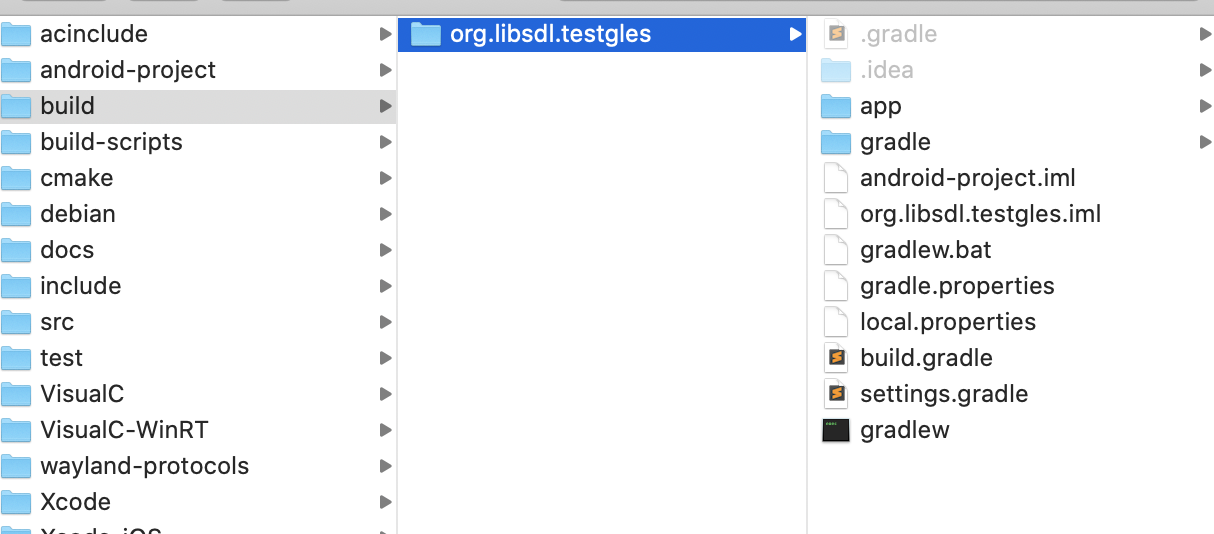 acinclude
android-project
build
build-scripts
cmake
debian
docs
include
src
test
VisualC
VisualC-WinRT
wayland-protocols
Xcode
Xcode-iOS
org.libsdl.testgles
.gradle
.idea
app
gradle
android-project.iml
org.libsdl.testgles.iml
gradlew.bat
gradle.properties
local.properties
build.gradle
settings.gradle
gradlew